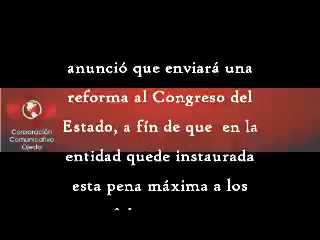 anunció que enviará una
reforma al Congreso del
Estado, a fín de que en la
entidad quede instaurada
esta pena máxima a los
Corporación
Comunicativa
Ojeda